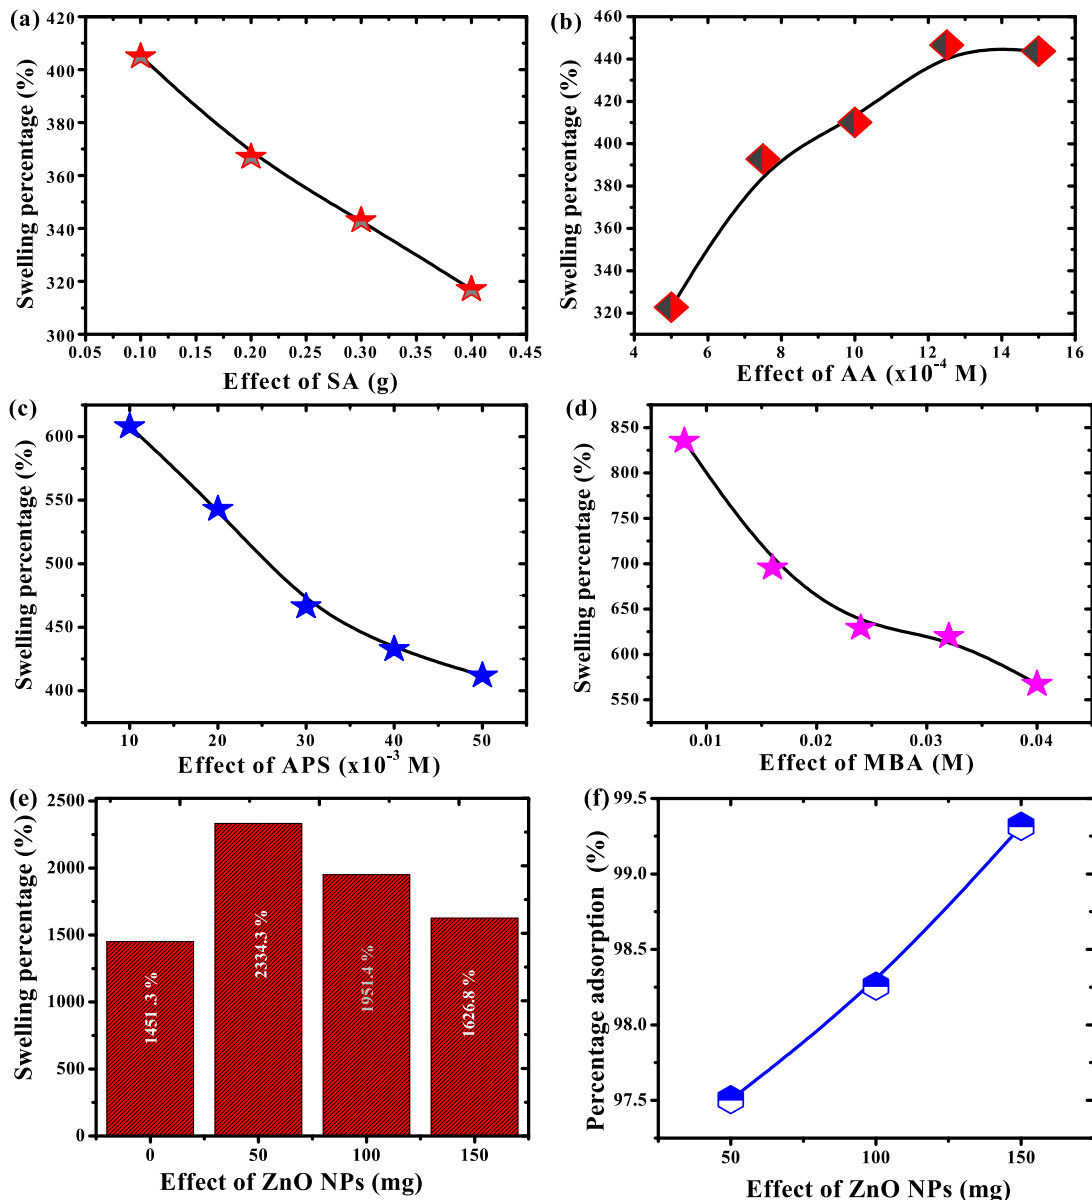 (a)
Swelling percentage (%)
420
400
380
360
340
320
300
0.05 0.10 0.15 0.20 0.25 0.30 0.35 0.40 0.45
Effect of SA (g)
(b)
Swelling percentage (%)
460
440
420
400
380
360
340
320
4 6 8 10 12 14 16
Effect of AA (x10⁻⁴ M)
(c)
Swelling percentage (%)
600
550
500
450
400
10 20 30 40 50
Effect of APS (x10⁻³ M)
(d)
Swelling percentage (%)
850
800
750
700
650
600
550
0.01 0.02 0.03 0.04
Effect of MBA (M)
(e)
Swelling percentage (%)
2500
2000
1500
1000
500
0
1451 .3 %
2334.3 %
1951.4 %
1626.8 %
0 50 100 150
Effect of ZnO NPs (mg)
(f)
Percentage adsorption (%)
99.5
99.0
98.5
98.0
97.5
50 100 150
Effect of ZnO NPs (mg)